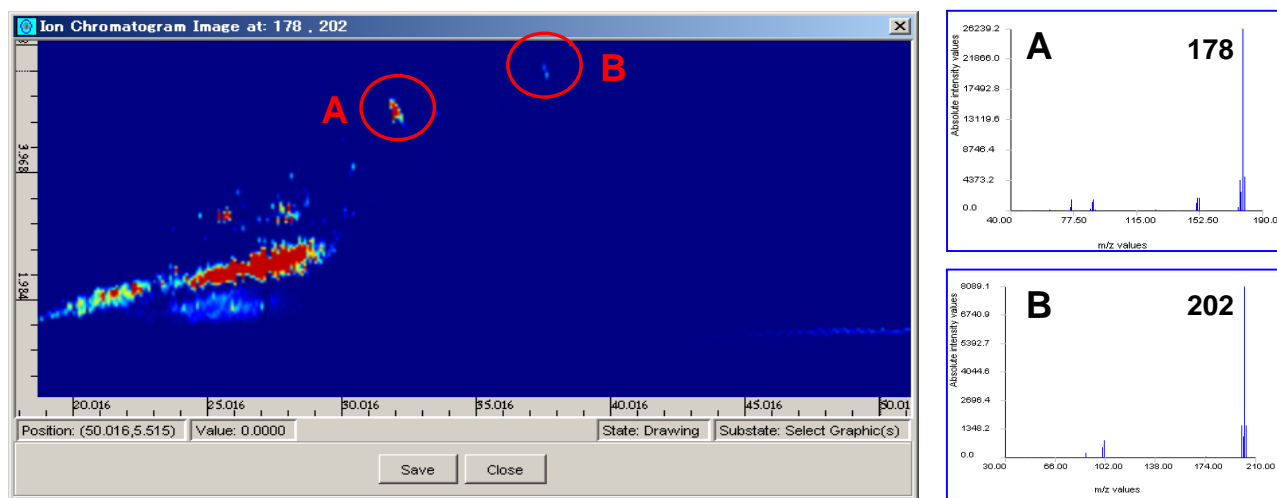 Ion Chromatogram Image at: 178 , 202
B
A
3.968
1.984
20.016
25.016
30.016
35.016
40.016
45.016
50.01
Position: (50.016,5.515)
Value: 0.0000
State: Drawing
Substate: Select Graphic(s)
Save
Close
A
178
Absolute intensity values
26239.2
21866.0
17492.8
13119.6
8746.4
4373.2
0.0
40.00
77.50
115.00
152.50
190.0
m/z values
B
202
Absolute intensity values
8089.1
6740.9
5392.7
4044.6
2696.4
1348.2
0.0
30.00
66.00
102.00
138.00
174.00
210.00
m/z values